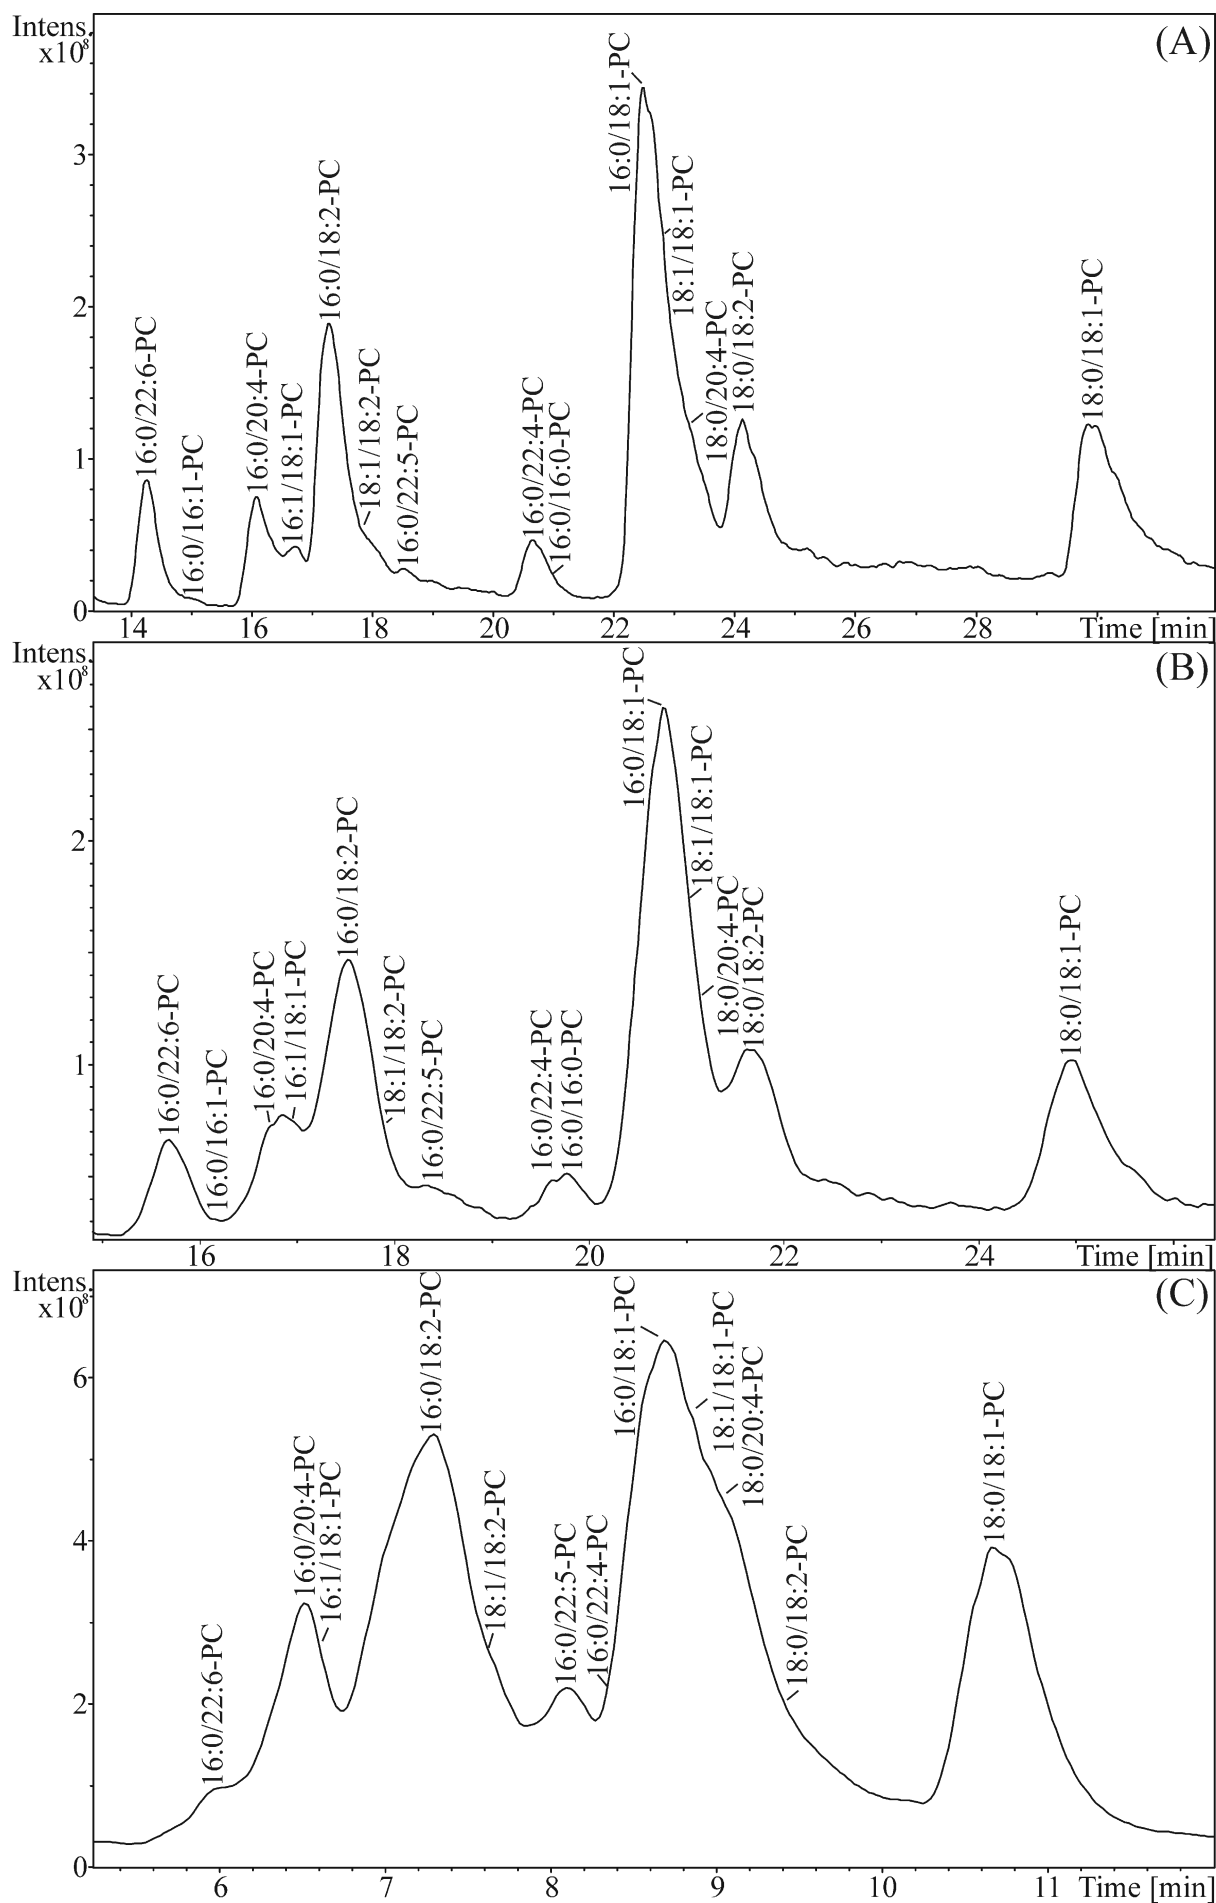 Intens.
x10⁸
(A)
3
2
1
0
16:0/22:6-PC
16:0/16:1-PC
16:0/20:4-PC
16:1/18:1-PC
16:0/18:2-PC
18:1/18:2-PC
16:0/22:5-PC
16:0/22:4-PC
16:0/16:0-PC
16:0/18:1-PC
18:1/18:1-PC
18:0/20:4-PC
18:0/18:2-PC
18:0/18:1-PC
14 16 18 20 22 24 26 28 Time [min]
Intens.
x10⁸
(B)
2
1
16:0/22:6-PC
16:0/16:1-PC
16:0/20:4-PC
16:1/18:1-PC
16:0/18:2-PC
18:1/18:2-PC
16:0/22:5-PC
16:0/22:4-PC
16:0/16:0-PC
16:0/18:1-PC
18:1/18:1-PC
18:0/20:4-PC
18:0/18:2-PC
18:0/18:1-PC
16 18 20 22 24 Time [min]
Intens.
x10⁸
(C)
6
4
2
0
16:0/22:6-PC
16:0/20:4-PC
16:1/18:1-PC
16:0/18:2-PC
18:1/18:2-PC
16:0/22:5-PC
16:0/22:4-PC
16:0/18:1-PC
18:1/18:1-PC
18:0/20:4-PC
18:0/18:2-PC
18:0/18:1-PC
6 7 8 9 10 11 Time [min]